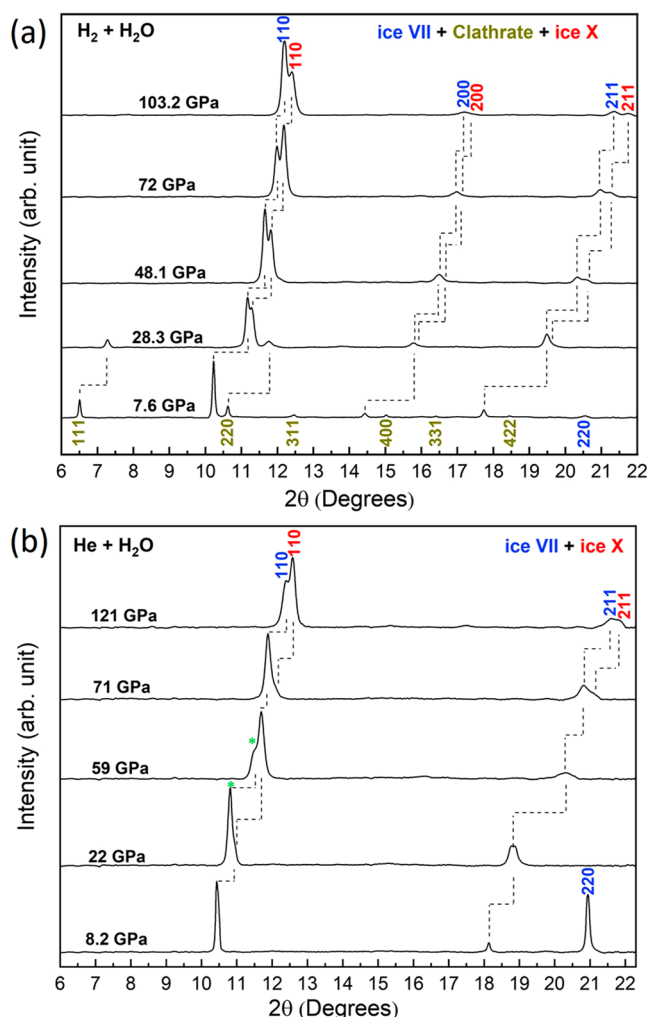 (a)
H₂ + H₂O
ice VII + Clathrate + ice X
110
110
200
200
211
211
103.2 GPa
72 GPa
48.1 GPa
28.3 GPa
7.6 GPa
111
220
311
400
331
422
220
6 7 8 9 10 11 12 13 14 15 16 17 18 19 20 21 22
2θ (Degrees)
Intensity (arb. unit)
(b)
He + H₂O
ice VII + ice X
110
110
211
211
121 GPa
71 GPa
*
59 GPa
*
22 GPa
220
8.2 GPa
6 7 8 9 10 11 12 13 14 15 16 17 18 19 20 21 22
2θ (Degrees)
Intensity (arb. unit)